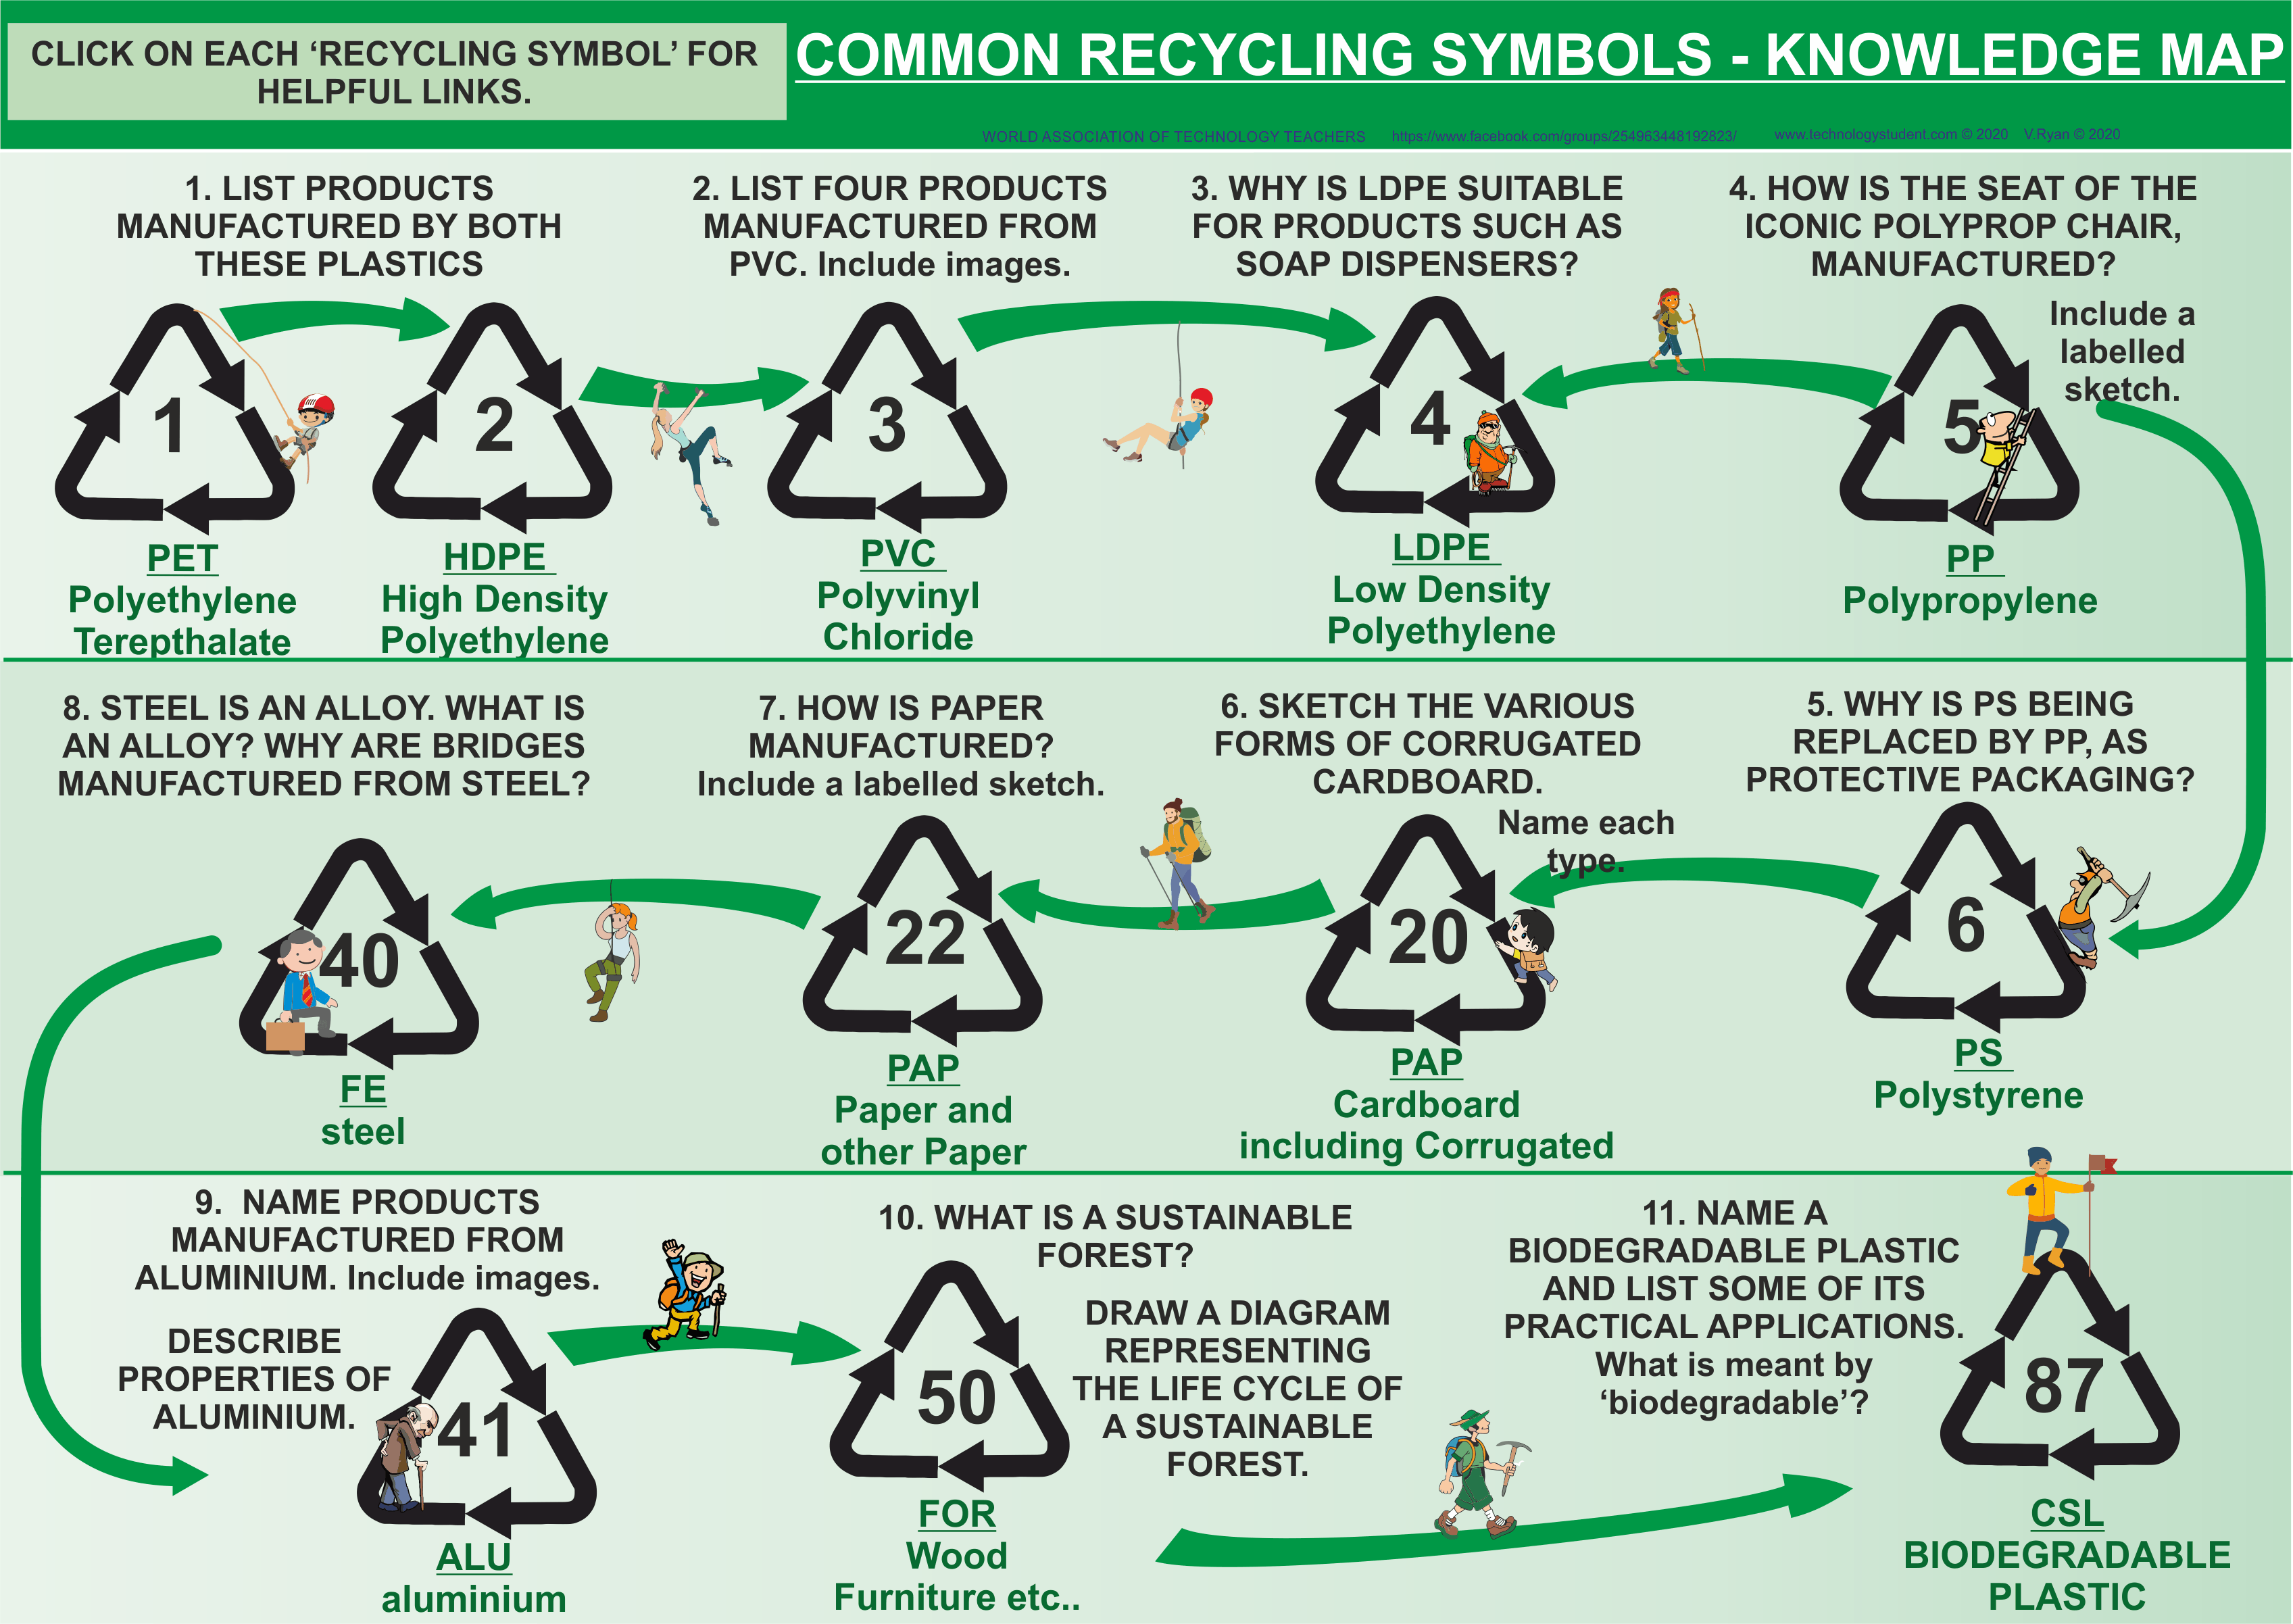 CLICK ON EACH ‘RECYCLING SYMBOL’ FOR
HELPFUL LINKS.
COMMON RECYCLING SYMBOLS - KNOWLEDGE MAP
WORLD ASSOCIATION OF TECHNOLOGY TEACHERS https://www.facebook.com/groups/254963448192823/ www.technologystudent.com © 2020 V.Ryan © 2020
1. LIST PRODUCTS
MANUFACTURED BY BOTH
THESE PLASTICS
2. LIST FOUR PRODUCTS
MANUFACTURED FROM
PVC. Include images.
3. WHY IS LDPE SUITABLE
FOR PRODUCTS SUCH AS
SOAP DISPENSERS?
4. HOW IS THE SEAT OF THE
ICONIC POLYPROP CHAIR,
MANUFACTURED?
Include a
labelled
sketch.
1
2
3
4
5
PET
Polyethylene
Terepthalate
HDPE
High Density
Polyethylene
PVC
Polyvinyl
Chloride
LDPE
Low Density
Polyethylene
PP
Polypropylene
8. STEEL IS AN ALLOY. WHAT IS
AN ALLOY? WHY ARE BRIDGES
MANUFACTURED FROM STEEL?
7. HOW IS PAPER
MANUFACTURED?
Include a labelled sketch.
6. SKETCH THE VARIOUS
FORMS OF CORRUGATED
CARDBOARD.
Name each
type.
5. WHY IS PS BEING
REPLACED BY PP, AS
PROTECTIVE PACKAGING?
40
22
20
6
FE
steel
PAP
Paper and
other Paper
PAP
Cardboard
including Corrugated
PS
Polystyrene
9. NAME PRODUCTS
MANUFACTURED FROM
ALUMINIUM. Include images.
DESCRIBE
PROPERTIES OF
ALUMINIUM.
41
ALU
aluminium
10. WHAT IS A SUSTAINABLE
FOREST?
DRAW A DIAGRAM
REPRESENTING
THE LIFE CYCLE OF
A SUSTAINABLE
FOREST.
50
FOR
Wood
Furniture etc..
11. NAME A
BIODEGRADABLE PLASTIC
AND LIST SOME OF ITS
PRACTICAL APPLICATIONS.
What is meant by
‘biodegradable’?
87
CSL
BIODEGRADABLE
PLASTIC